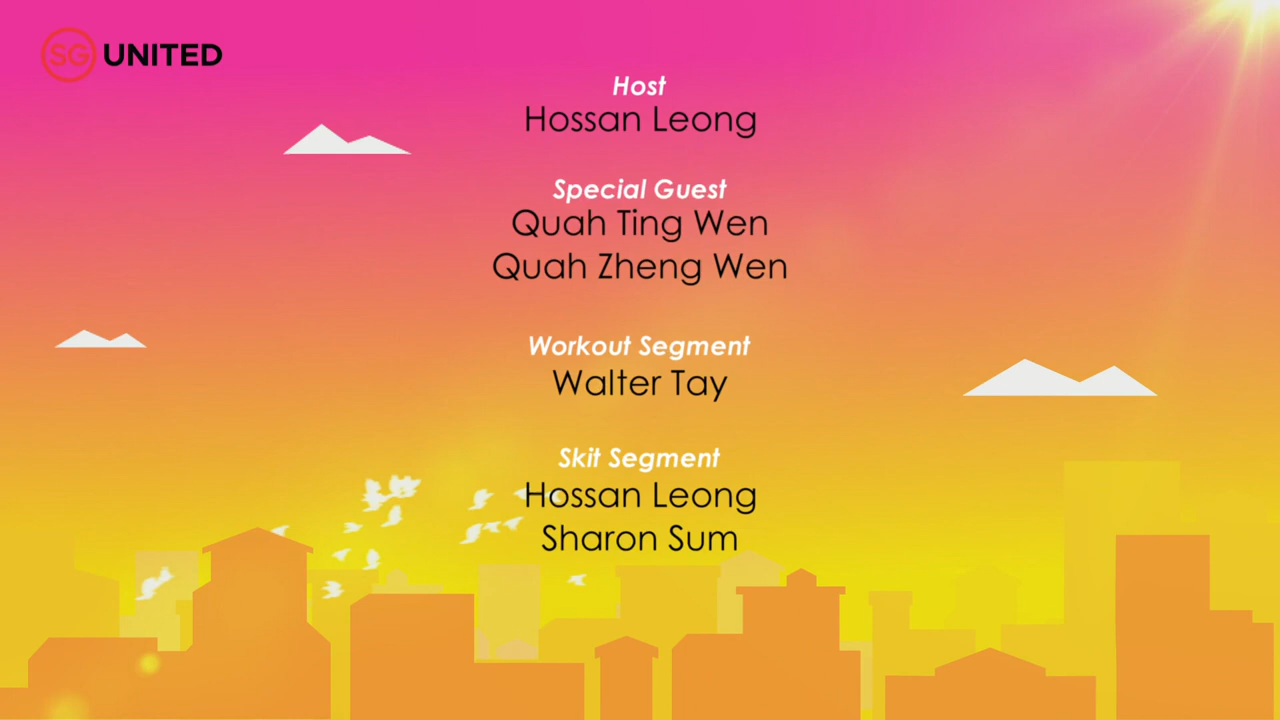 SG UNITED
Host
Hossan Leong
Special Guest
Quah Ting Wen
Quah Zheng Wen
Workout Segment
Walter Tay
Skit Segment
Hossan Leong
Sharon Sum